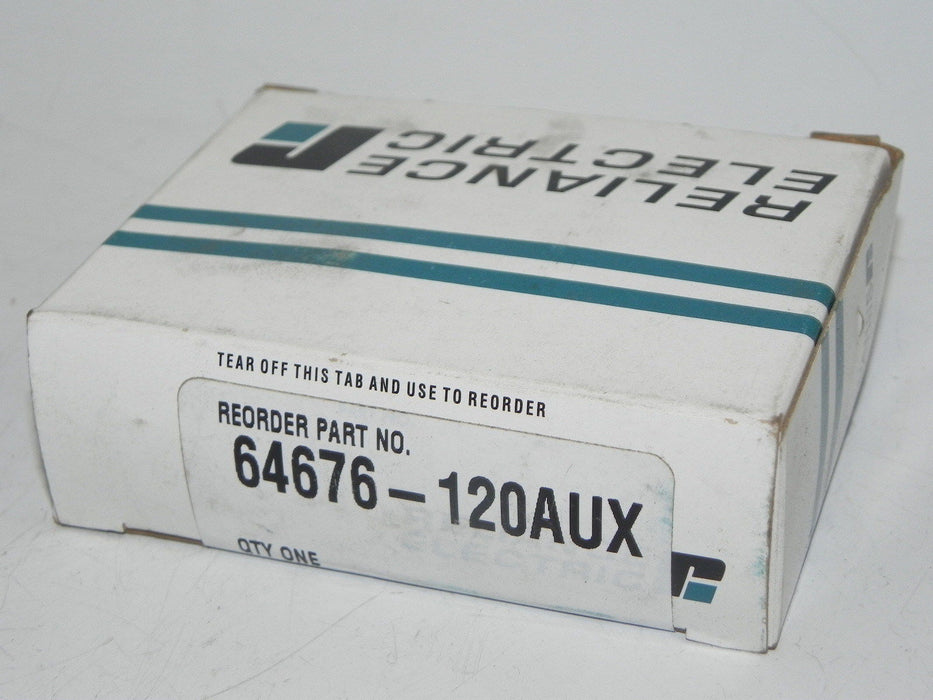 RELIANCE
ELECTRIC
TEAR OFF THIS TAB AND USE TO REORDER
REORDER PART NO.
64676-120AUX
QTY ONE